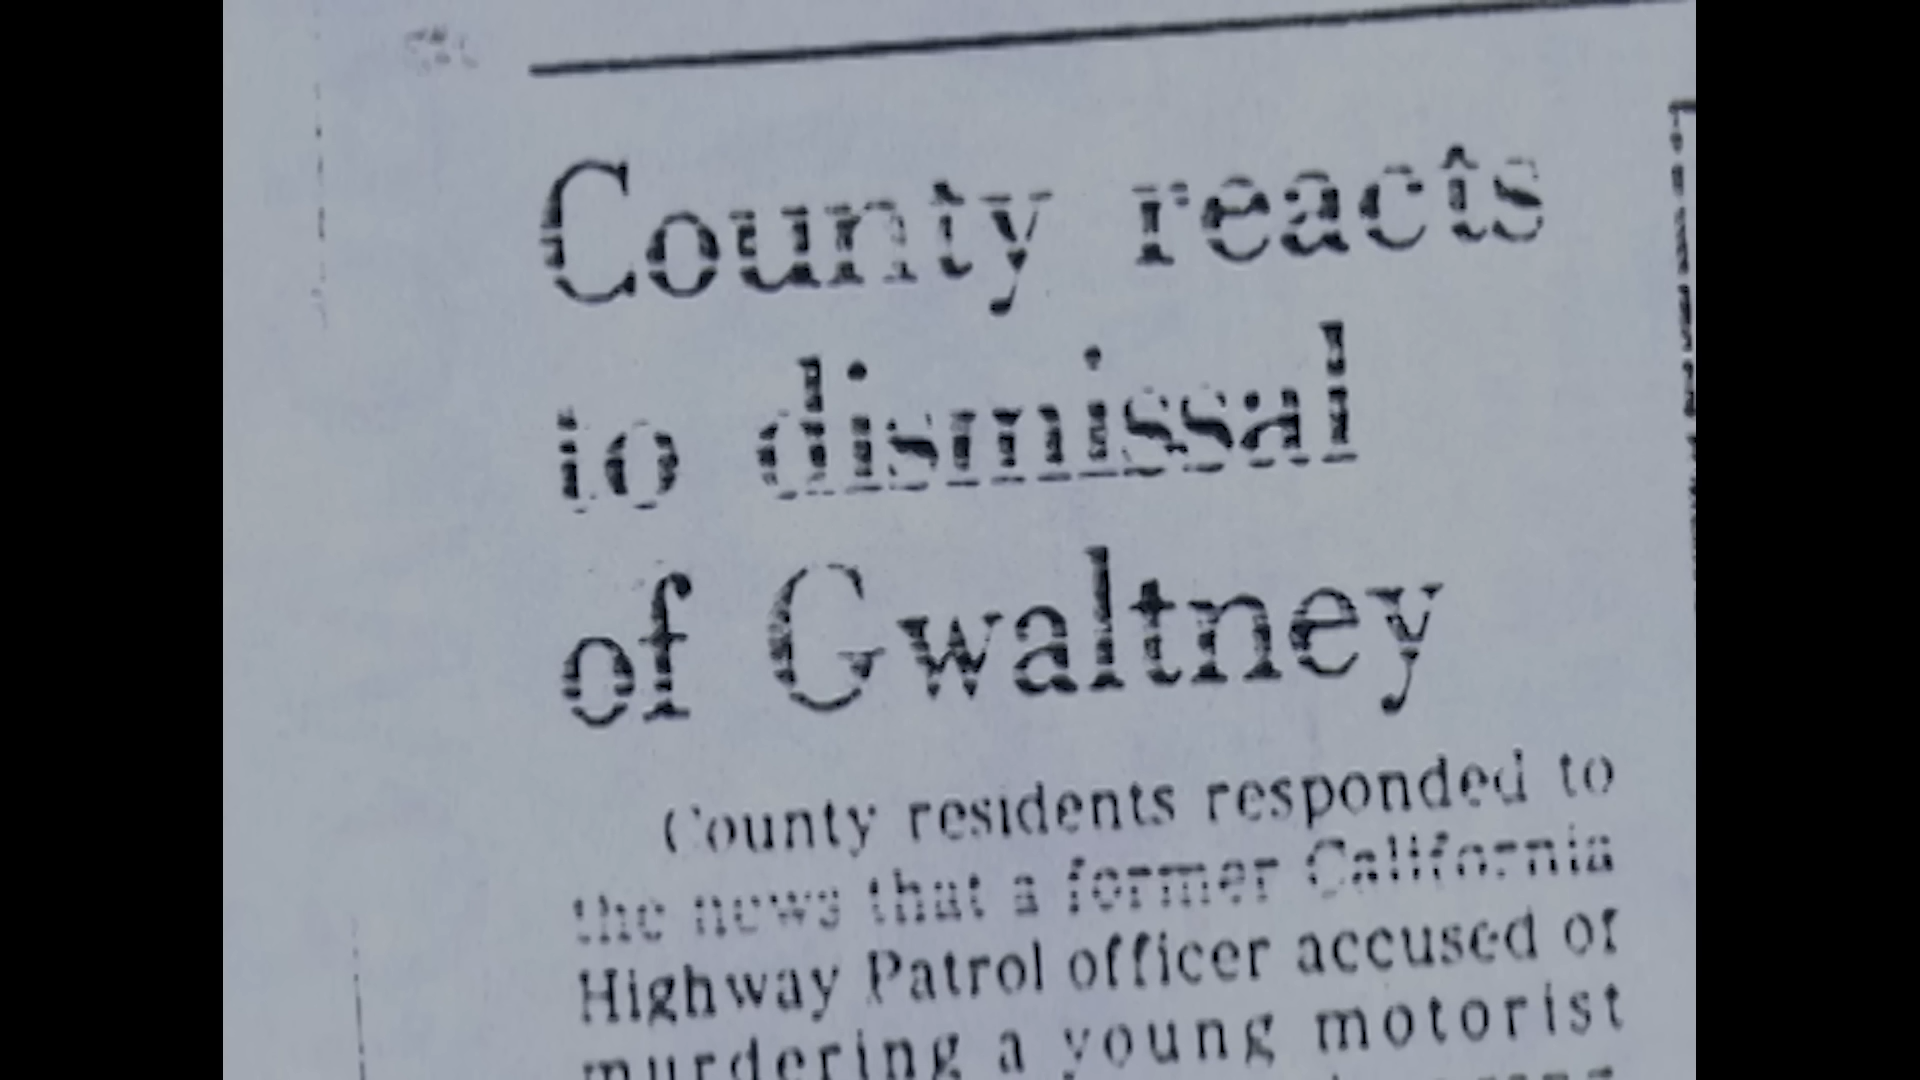 County reacts
to dismissal
of Gwaltney
County residents responded to
the news that a former California
Highway Patrol officer accused of
murdering a young motorist